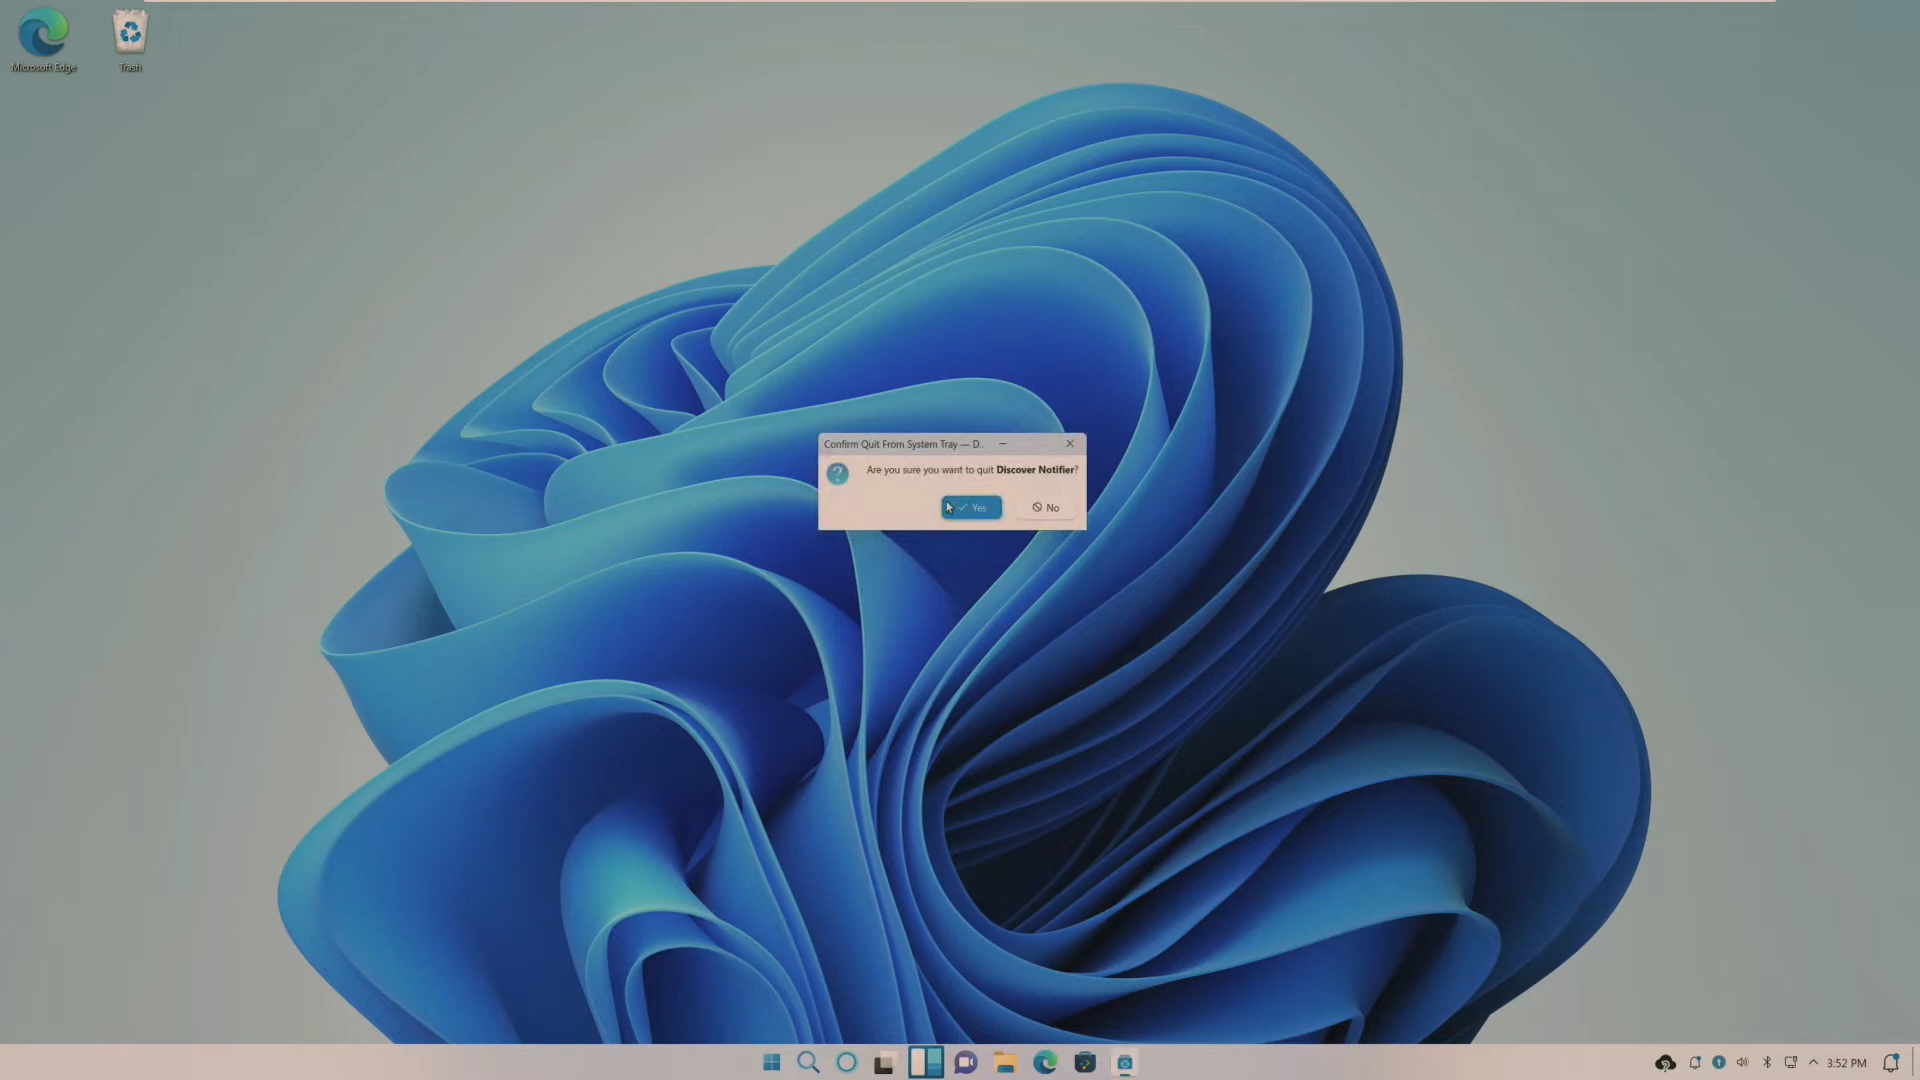 Microsoft Edge
Trash
Confirm Quit From System Tray — D..
Are you sure you want to quit Discover Notifier?
Yes
No
3:52 PM